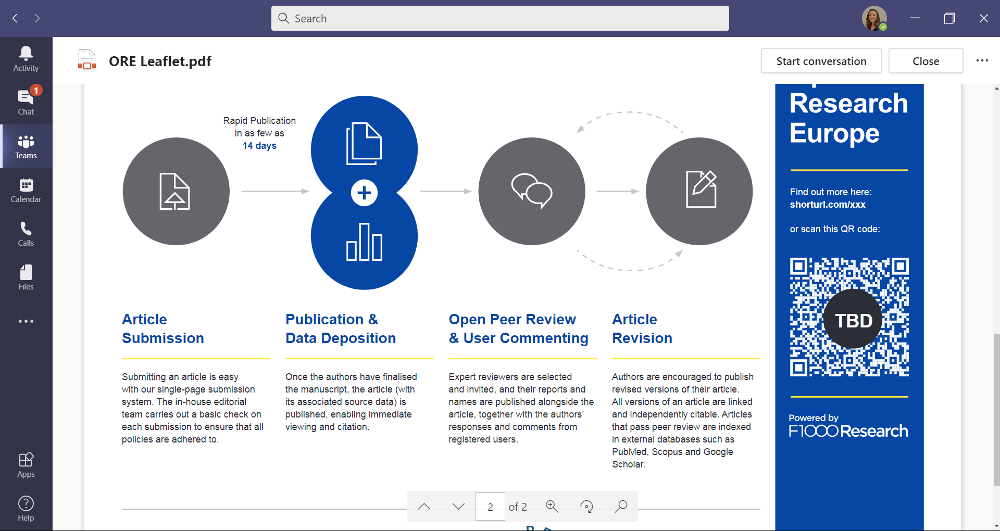 Search
Activity
1
Chat
Teams
Calendar
Calls
Files
Apps
Help
ORE Leaflet.pdf
Start conversation
Close
Rapid Publication
in as few as
14 days
Article
Submission
Submitting an article is easy
with our single-page submission
system. The in-house editorial
team carries out a basic check on
each submission to ensure that all
policies are adhered to.
Publication &
Data Deposition
Once the authors have finalised
the manuscript, the article (with
its associated source data) is
published, enabling immediate
viewing and citation.
Open Peer Review
& User Commenting
Expert reviewers are selected
and invited, and their reports and
names are published alongside the
article, together with the authors’
responses and comments from
registered users.
Article
Revision
Authors are encouraged to publish
revised versions of their article.
All versions of an article are linked
and independently citable. Articles
that pass peer review are indexed
in external databases such as
PubMed, Scopus and Google
Scholar.
Research
Europe
Find out more here:
shorturl.com/xxx
or scan this QR code:
TBD
Powered by
F1000Research
2 of 2